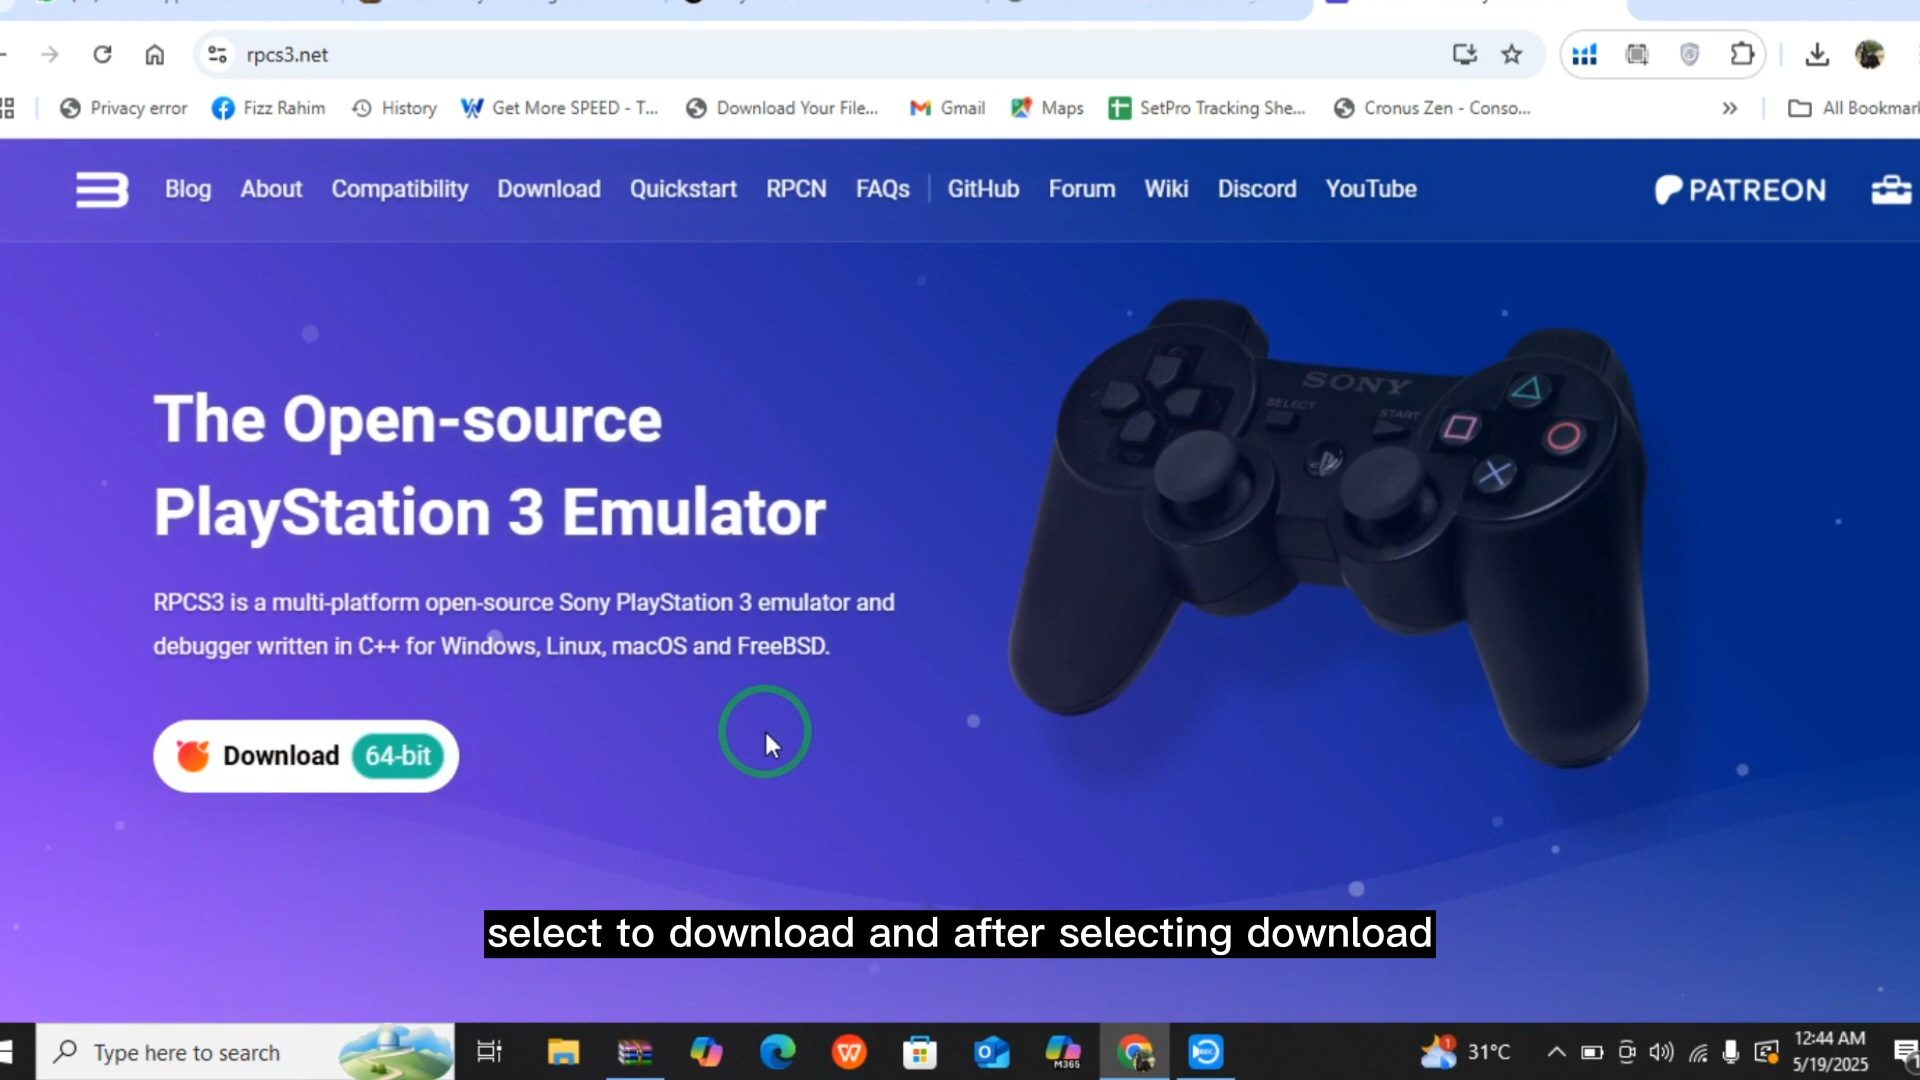 rpcs3.net
Privacy error
Fizz Rahim
History
Get More SPEED - T...
Download Your File...
Gmail
Maps
SetPro Tracking She...
Cronus Zen - Conso...
All Bookmark
Blog
About
Compatibility
Download
Quickstart
RPCN
FAQs
GitHub
Forum
Wiki
Discord
YouTube
PATREON
SONY
SELECT
START
The Open-source
PlayStation 3 Emulator
RPCS3 is a multi-platform open-source Sony PlayStation 3 emulator and
debugger written in C++ for Windows, Linux, macOS and FreeBSD.
Download 64-bit
select to download and after selecting download
Type here to search
M365
REC
1
31°C
12:44 AM
5/19/2025